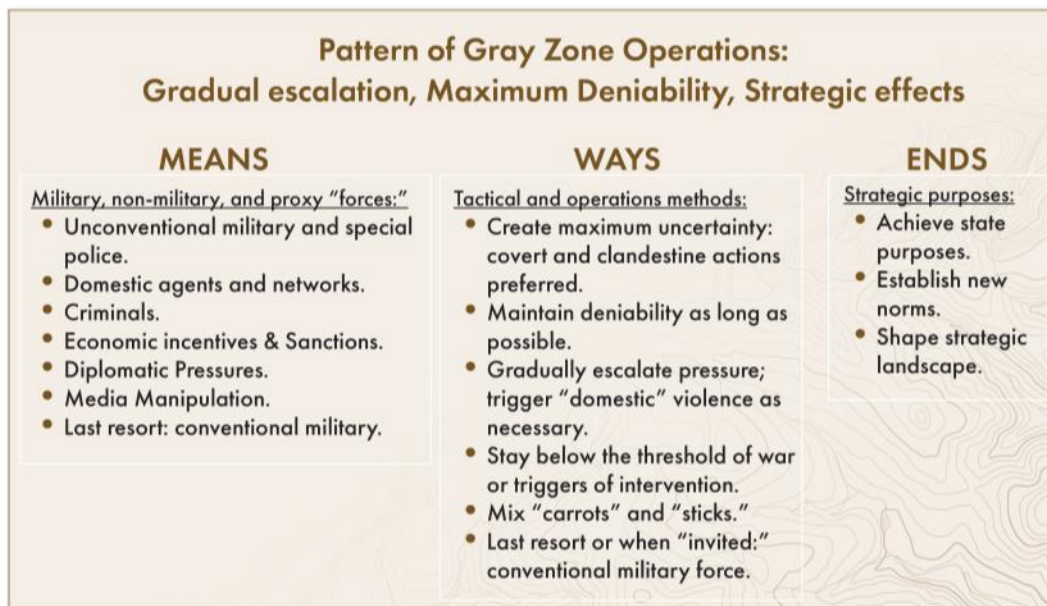 Pattern of Gray Zone Operations:
Gradual escalation, Maximum Deniability, Strategic effects
MEANS
Military, non-military, and proxy “forces:”
• Unconventional military and special
police.
• Domestic agents and networks.
• Criminals.
• Economic incentives & Sanctions.
• Diplomatic Pressures.
• Media Manipulation.
• Last resort: conventional military.
WAYS
Tactical and operations methods:
• Create maximum uncertainty:
covert and clandestine actions
preferred.
• Maintain deniability as long as
possible.
• Gradually escalate pressure;
trigger “domestic” violence as
necessary.
• Stay below the threshold of war
or triggers of intervention.
• Mix “carrots” and “sticks.”
• Last resort or when “invited:”
conventional military force.
ENDS
Strategic purposes:
• Achieve state
purposes.
• Establish new
norms.
• Shape strategic
landscape.